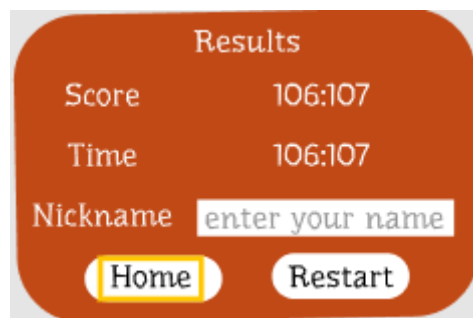 Results
Score 106:107
Time 106:107
Nickname enter your name
Home Restart